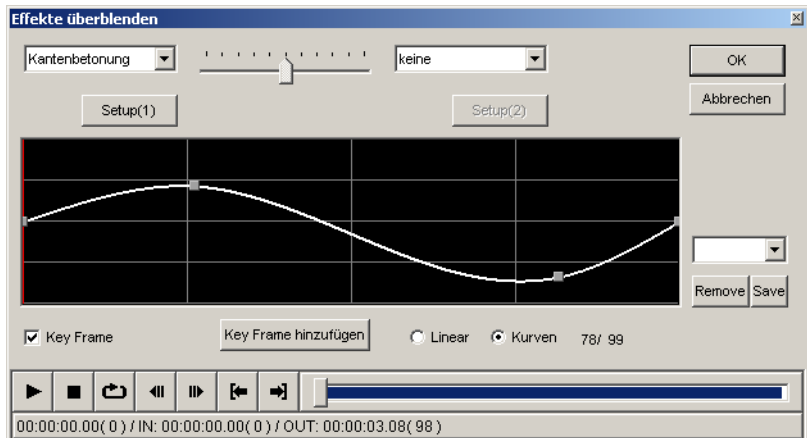 Effekte überblenden
Kantenbetonung keine OK
Setup(1) Setup(2) Abbrechen
Remove Save
Key Frame Key Frame hinzufügen Linear Kurven 78/ 99
00:00:00.00( 0 ) / IN: 00:00:00.00( 0 ) / OUT: 00:00:03.08( 98 )